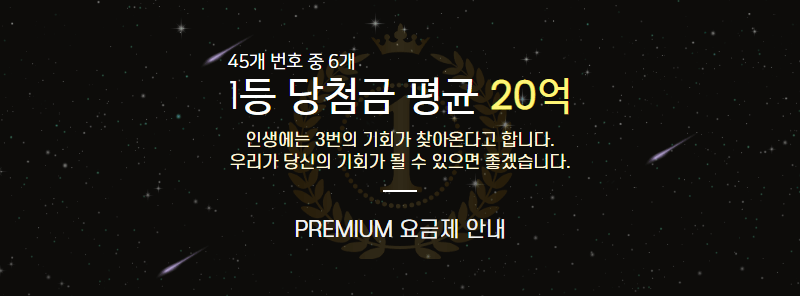 45개 번호 중 6개
1등 당첨금 평균 20억
인생에는 3번의 기회가 찾아온다고 합니다.
우리가 당신의 기회가 될 수 있으면 좋겠습니다.
PREMIUM 요금제 안내